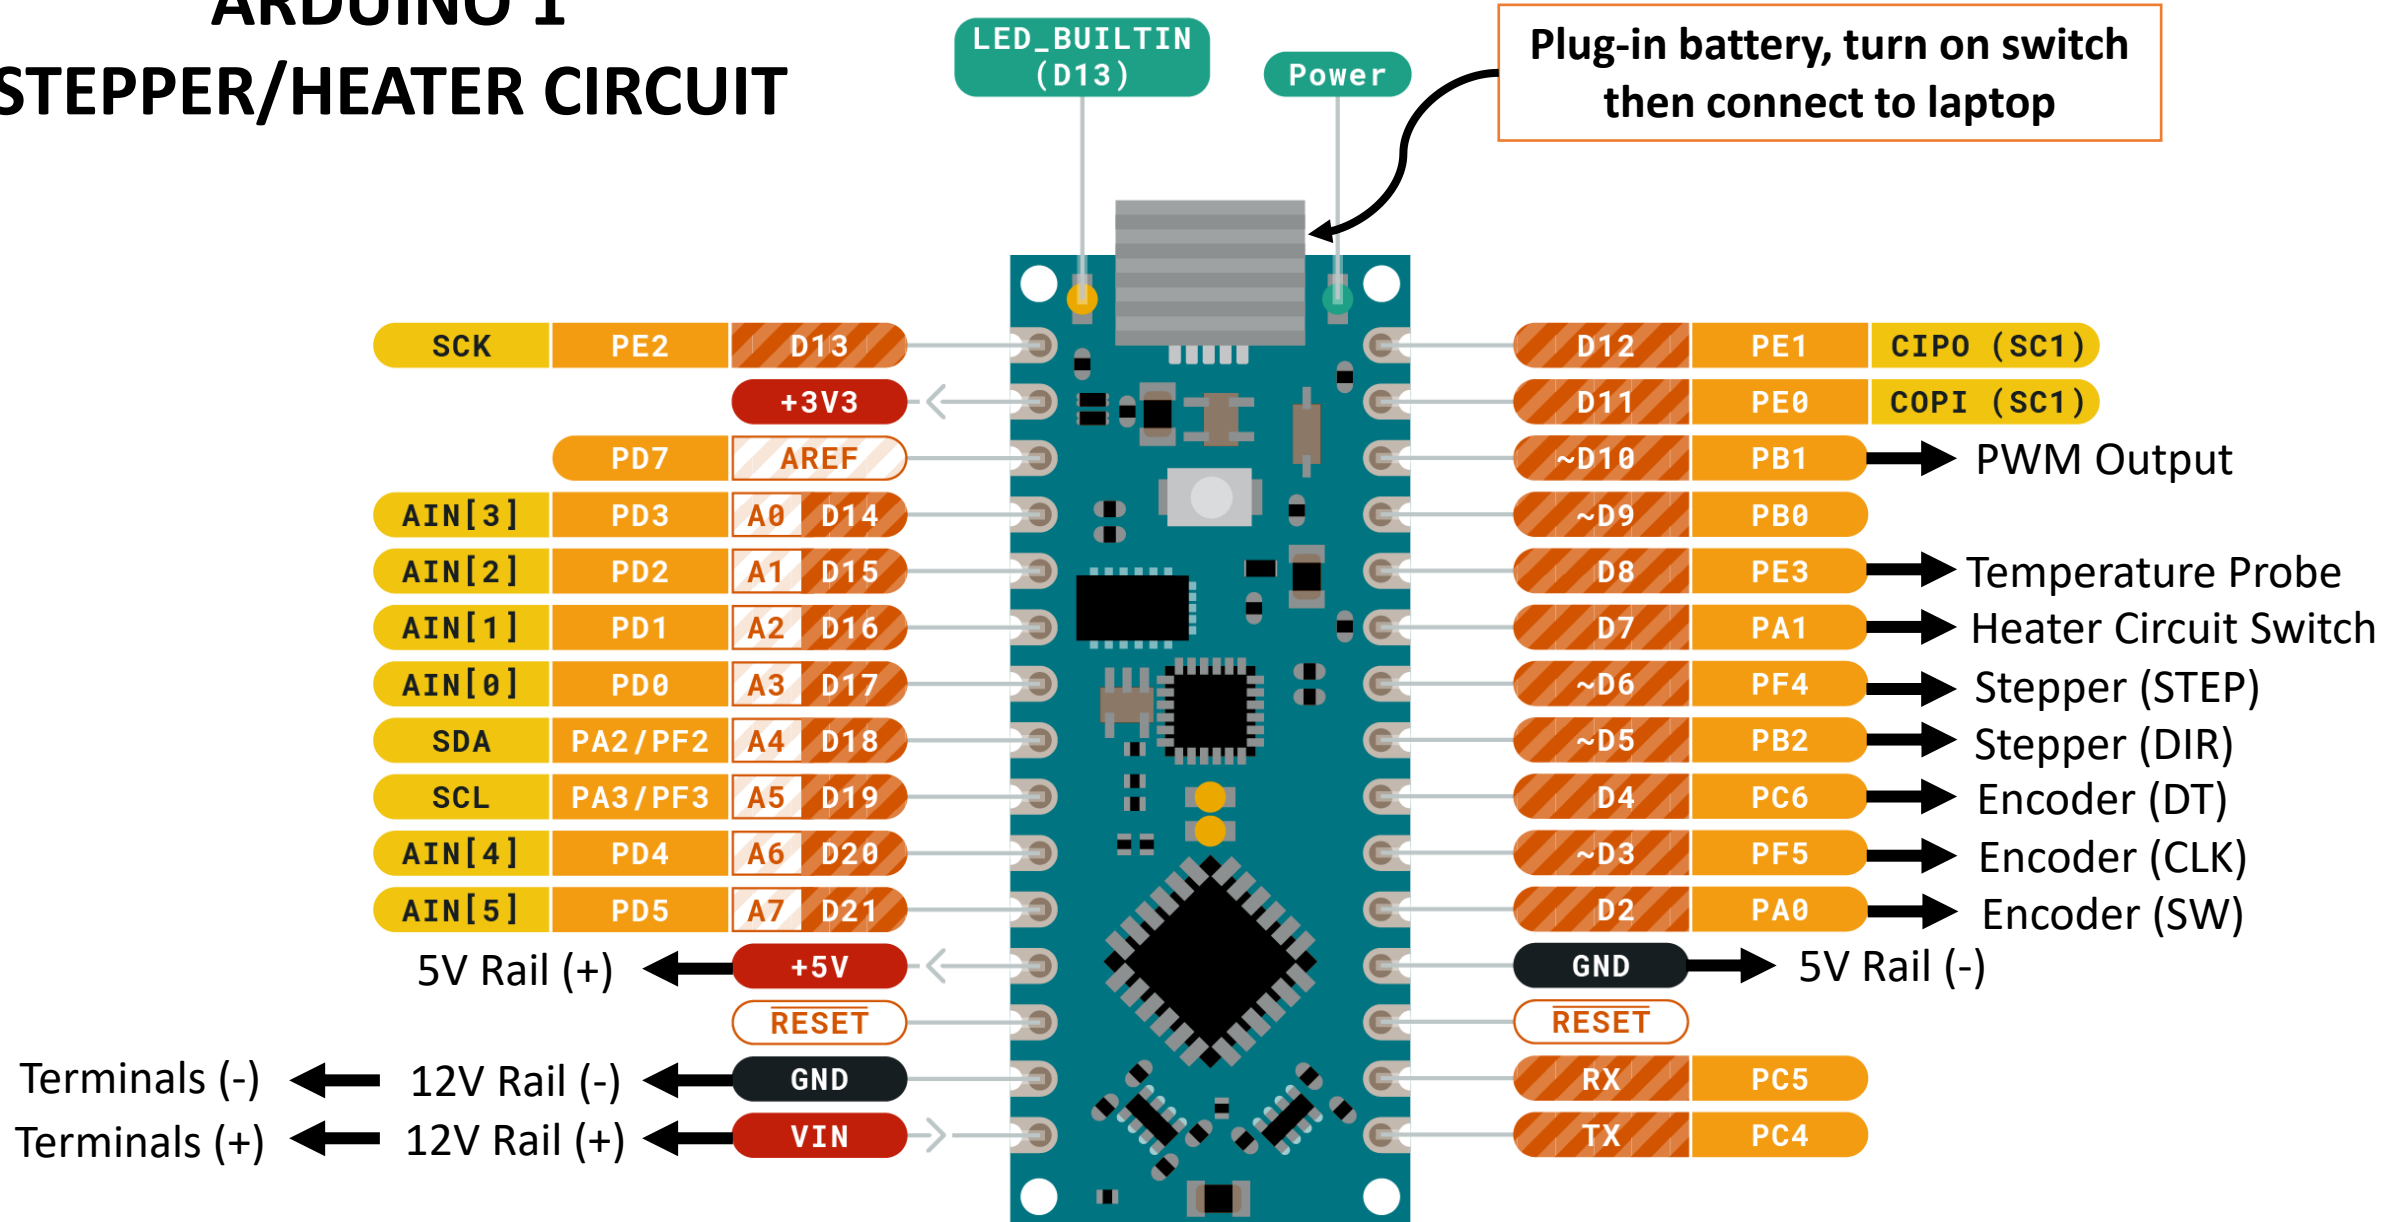 ARDUINO 1
STEPPER/HEATER CIRCUIT
LED_BUILTIN
(D13)
Power
Plug-in battery, turn on switch
then connect to laptop
SCK PE2 D13
+3V3
PD7 AREF
AIN[3] PD3 A0 D14
AIN[2] PD2 A1 D15
AIN[1] PD1 A2 D16
AIN[0] PD0 A3 D17
SDA PA2/PF2 A4 D18
SCL PA3/PF3 A5 D19
AIN[4] PD4 A6 D20
AIN[5] PD5 A7 D21
5V Rail (+) +5V
RESET
Terminals (-) 12V Rail (-) GND
Terminals (+) 12V Rail (+) VIN
D12 PE1 CIPO (SC1)
D11 PE0 COPI (SC1)
~D10 PB1 PWM Output
~D9 PB0
D8 PE3 Temperature Probe
D7 PA1 Heater Circuit Switch
~D6 PF4 Stepper (STEP)
~D5 PB2 Stepper (DIR)
D4 PC6 Encoder (DT)
~D3 PF5 Encoder (CLK)
D2 PA0 Encoder (SW)
GND 5V Rail (-)
RESET
RX PC5
TX PC4